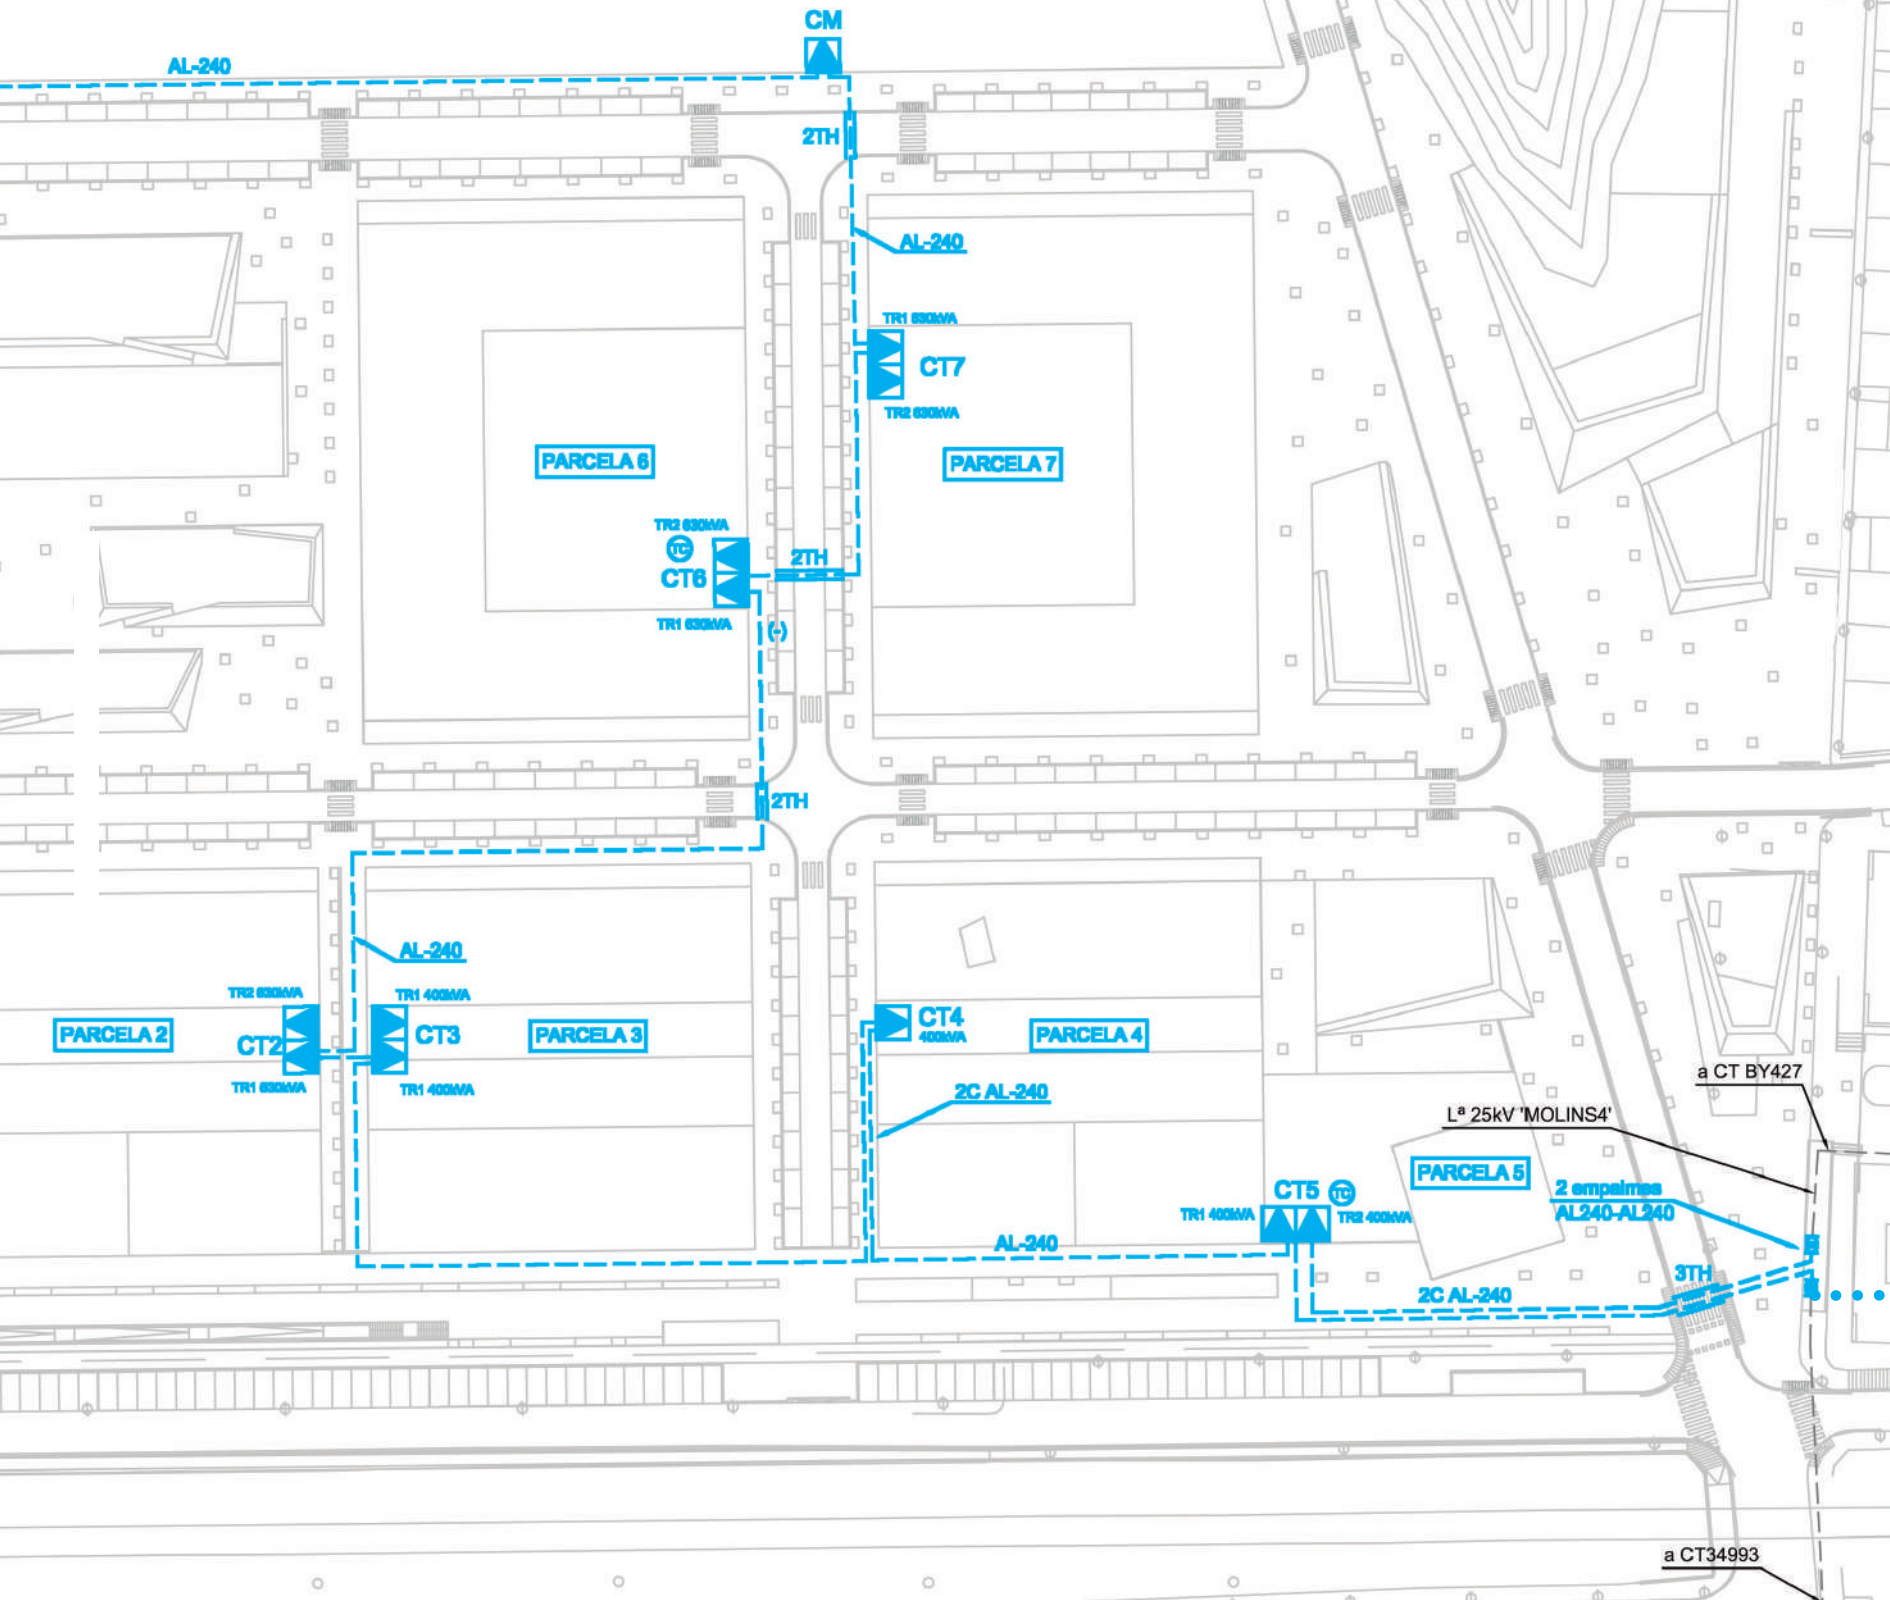 CM
AL-240
2TH
AL-240
TR1 630kVA
CT7
TR2 630kVA
PARCELA 6
PARCELA 7
TR2 630kVA
TC
CT6
2TH
TR1 630kVA
(-)
2TH
AL-240
TR2 630kVA
TR1 400kVA
PARCELA 2
CT2
CT3
PARCELA 3
CT4
400kVA
PARCELA 4
TR1 630kVA
TR1 400kVA
2C AL-240
a CT BY427
Lª 25kV 'MOLINS4'
PARCELA 5
CT5
TC
2 empalmes
AL240-AL240
TR1 400kVA
TR2 400kVA
AL-240
3TH
2C AL-240
a CT34993